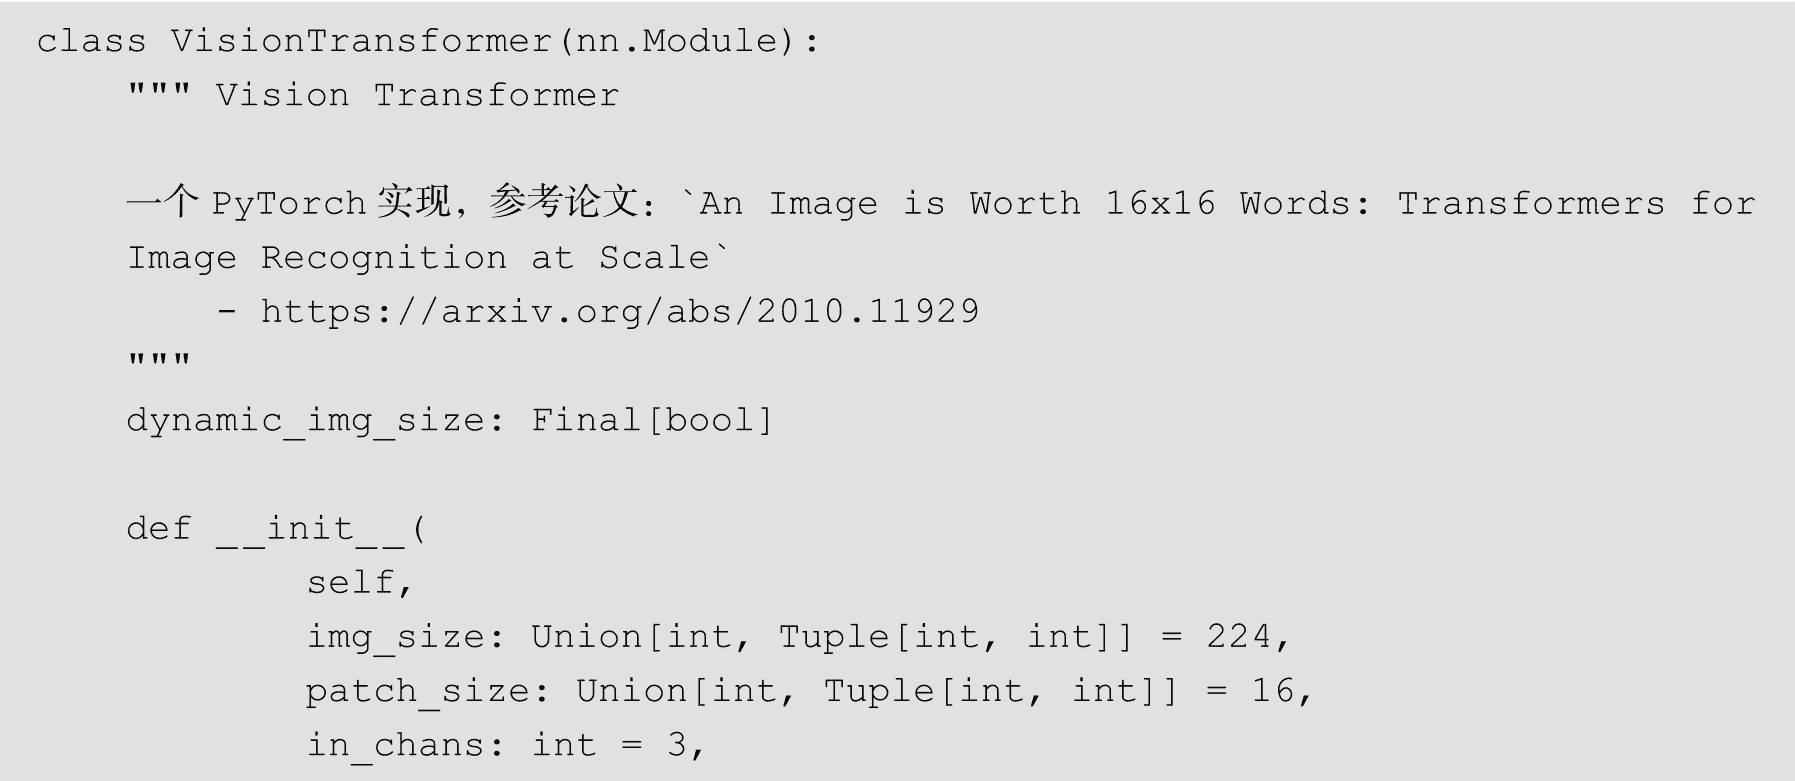 class VisionTransformer(nn.Module):
    """ Vision Transformer

    一个 PyTorch 实现，参考论文：`An Image is Worth 16x16 Words: Transformers for
    Image Recognition at Scale`
        - https://arxiv.org/abs/2010.11929
    """
    dynamic_img_size: Final[bool]

    def __init__(
            self,
            img_size: Union[int, Tuple[int, int]] = 224,
            patch_size: Union[int, Tuple[int, int]] = 16,
            in_chans: int = 3,